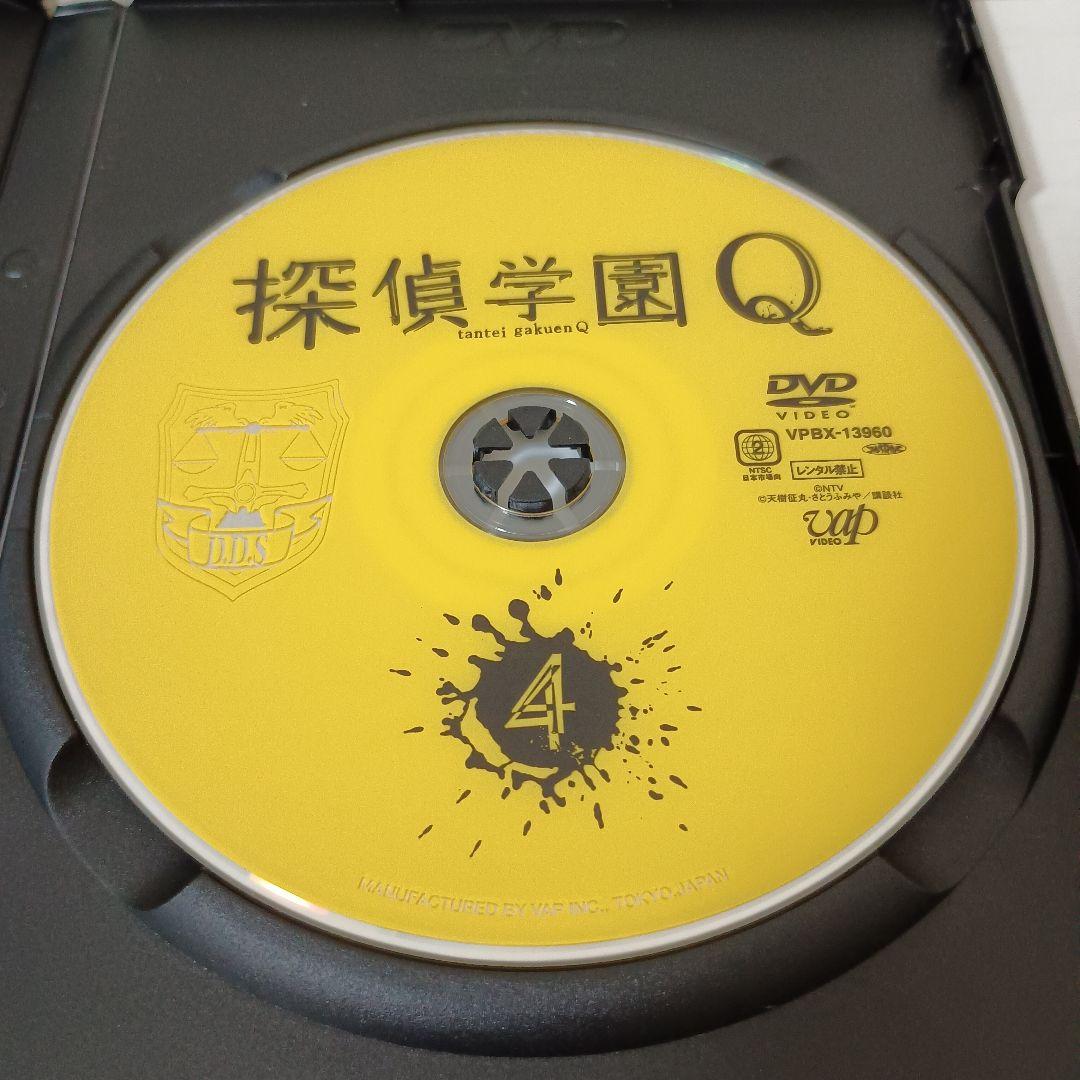 DVD
探偵学園Q
tantei gakuen Q
D.D.S
DVD
VIDEO
VPBX-13960
2
NTSC
日本市場向
レンタル禁止
©NTV
©天樹征丸・さとうふみや/講談社
vap
VIDEO
4
MANUFACTURED BY VAP INC., TOKYO, JAPAN